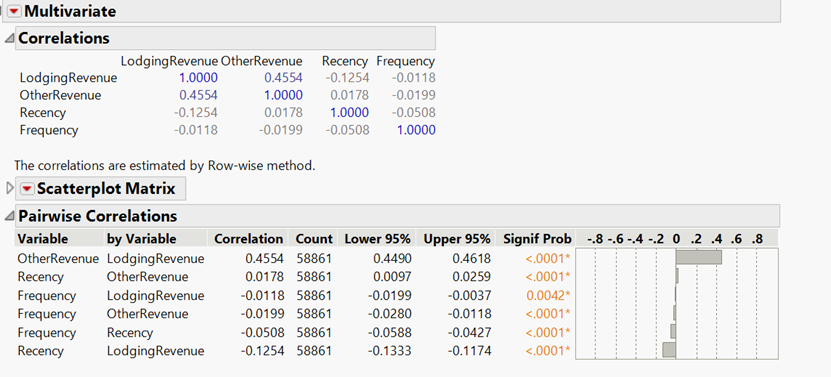 Multivariate
Correlations
LodgingRevenue OtherRevenue Recency Frequency
LodgingRevenue 1.0000 0.4554 -0.1254 -0.0118
OtherRevenue 0.4554 1.0000 0.0178 -0.0199
Recency -0.1254 0.0178 1.0000 -0.0508
Frequency -0.0118 -0.0199 -0.0508 1.0000
The correlations are estimated by Row-wise method.
Scatterplot Matrix
Pairwise Correlations
Variable by Variable Correlation Count Lower 95% Upper 95% Signif Prob -.8 -.6 -.4 -.2 0 .2 .4 .6 .8
OtherRevenue LodgingRevenue 0.4554 58861 0.4490 0.4618 <.0001*
Recency OtherRevenue 0.0178 58861 0.0097 0.0259 <.0001*
Frequency LodgingRevenue -0.0118 58861 -0.0199 -0.0037 0.0042*
Frequency OtherRevenue -0.0199 58861 -0.0280 -0.0118 <.0001*
Frequency Recency -0.0508 58861 -0.0588 -0.0427 <.0001*
Recency LodgingRevenue -0.1254 58861 -0.1333 -0.1174 <.0001*